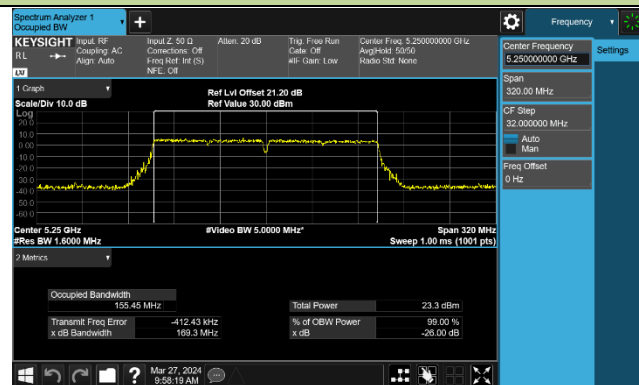 Spectrum Analyzer 1
Occupied BW
Frequency
KEYSIGHT
RL
LXI
Input: RF
Coupling: AC
Align: Auto
Input Z: 50 Ω
Corrections: Off
Freq Ref: Int (S)
NFE: Off
Atten: 20 dB
Trig: Free Run
Gate: Off
#IF Gain: Low
Center Freq: 5.250000000 GHz
Avg|Hold: 50/50
Radio Std: None
Center Frequency
5.250000000 GHz
Settings
Span
320.00 MHz
CF Step
32.000000 MHz
Auto
Man
Freq Offset
0 Hz
1 Graph
Scale/Div 10.0 dB
Ref Lvl Offset 21.20 dB
Ref Value 30.00 dBm
Log
20.0
10.0
0.00
-10.0
-20.0
-30.0
-40.0
-50.0
-60.0
Center 5.25 GHz
#Video BW 5.0000 MHz*
Span 320 MHz
#Res BW 1.6000 MHz
Sweep 1.00 ms (1001 pts)
2 Metrics
Occupied Bandwidth
155.45 MHz
Total Power
23.3 dBm
Transmit Freq Error
-412.43 kHz
% of OBW Power
99.00 %
x dB Bandwidth
169.3 MHz
x dB
-26.00 dB
?
Mar 27, 2024
9:58:19 AM